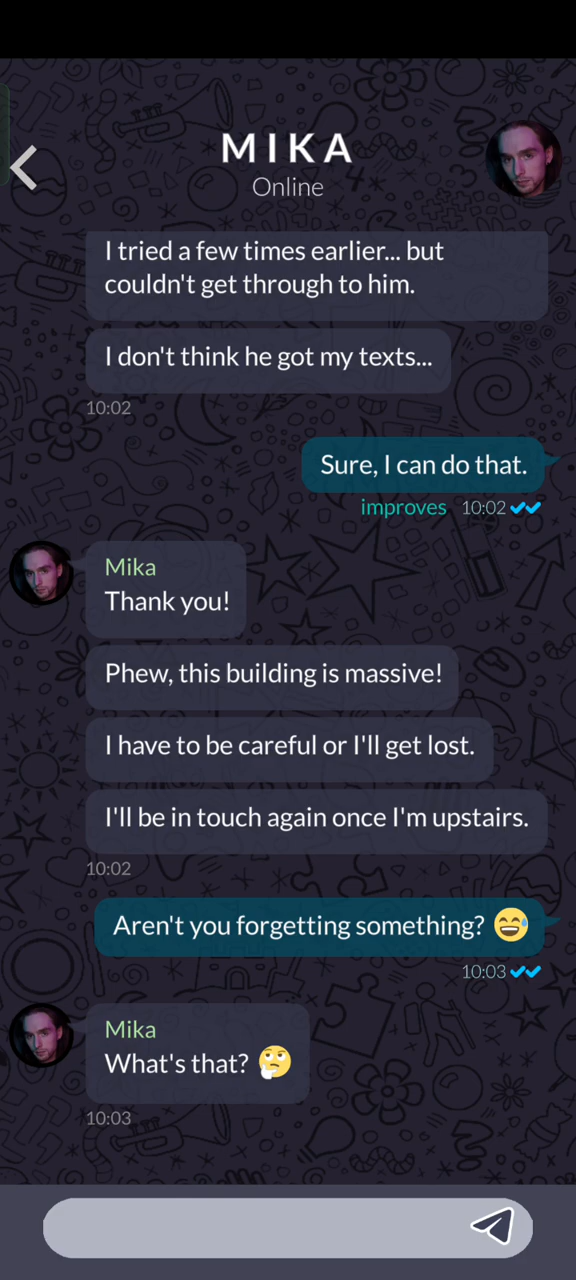 MIKA
Online
I tried a few times earlier... but
couldn't get through to him.
I don't think he got my texts...
10:02
Sure, I can do that.
improves 10:02
Mika
Thank you!
Phew, this building is massive!
I have to be careful or I'll get lost.
I'll be in touch again once I'm upstairs.
10:02
Aren't you forgetting something? 😅
10:03
Mika
What's that? 🤔
10:03